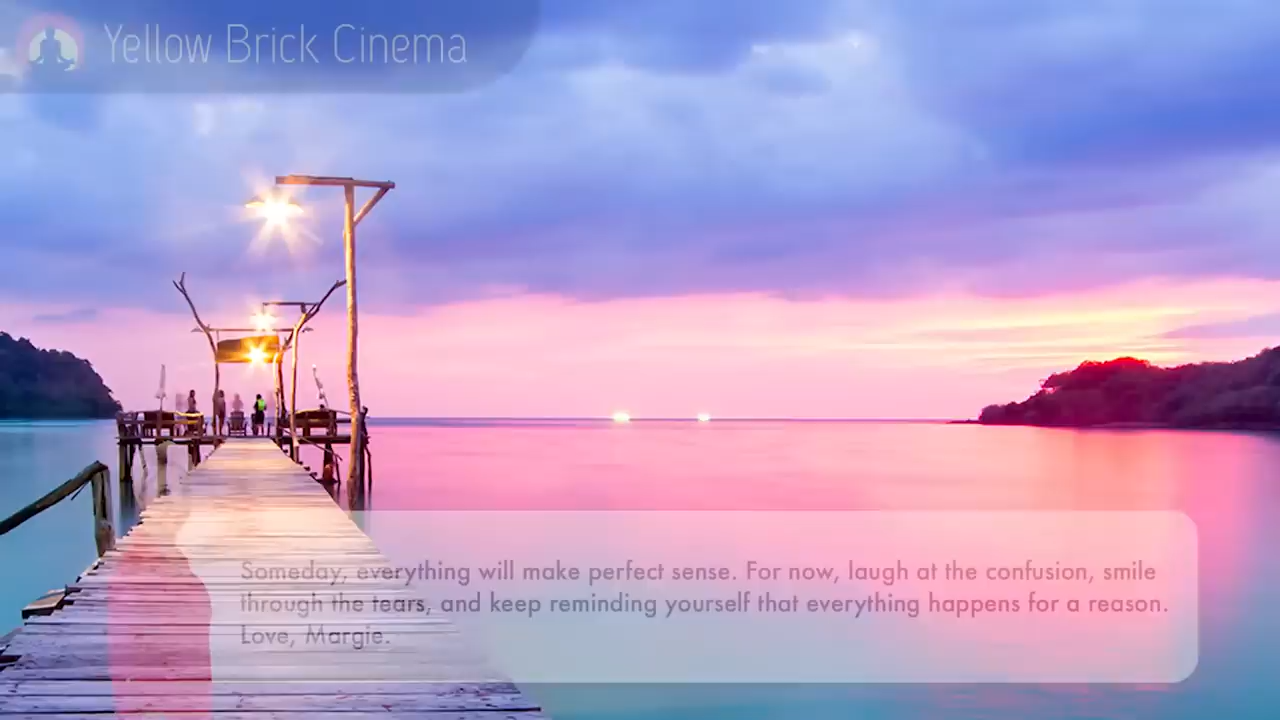 Yellow Brick Cinema
Someday, everything will make perfect sense. For now, laugh at the confusion, smile
through the tears, and keep reminding yourself that everything happens for a reason.
Love, Margie.